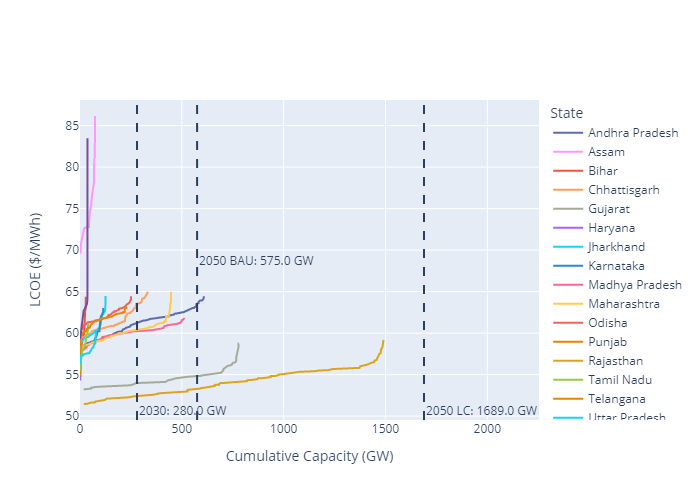 State
Andhra Pradesh
Assam
Bihar
Chhattisgarh
Gujarat
Haryana
Jharkhand
Karnataka
Madhya Pradesh
Maharashtra
Odisha
Punjab
Rajasthan
Tamil Nadu
Telangana
Uttar Pradesh
85
80
75
70
65
60
55
50
LCOE ($/MWh)
2050 BAU: 575.0 GW
2030: 280.0 GW
2050 LC: 1689.0 GW
0
500
1000
1500
2000
Cumulative Capacity (GW)